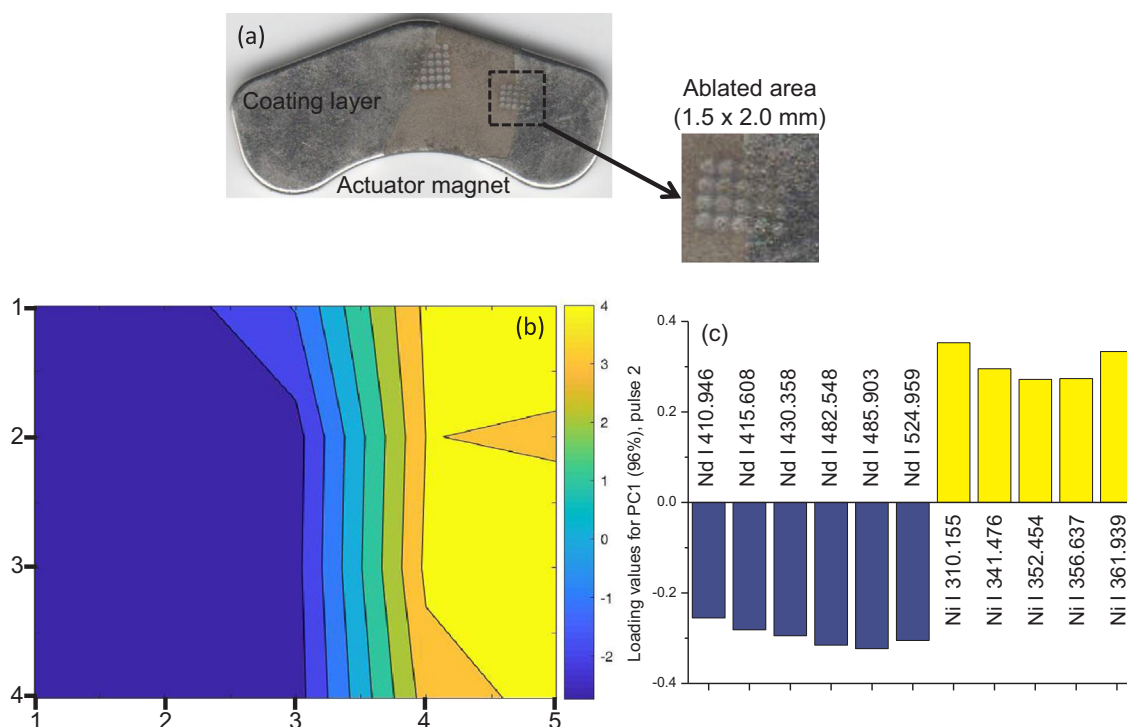 (a)
Coating layer
Actuator magnet
Ablated area
(1.5 x 2.0 mm)
(b)
1
2
3
4
1
2
3
4
5
4
3
2
1
0
-1
-2
(c)
Loading values for PC1 (96%), pulse 2
0.4
0.2
0.0
-0.2
-0.4
Nd I 410.946
Nd I 415.608
Nd I 430.358
Nd I 482.548
Nd I 485.903
Nd I 524.959
Ni I 310.155
Ni I 341.476
Ni I 352.454
Ni I 356.637
Ni I 361.939